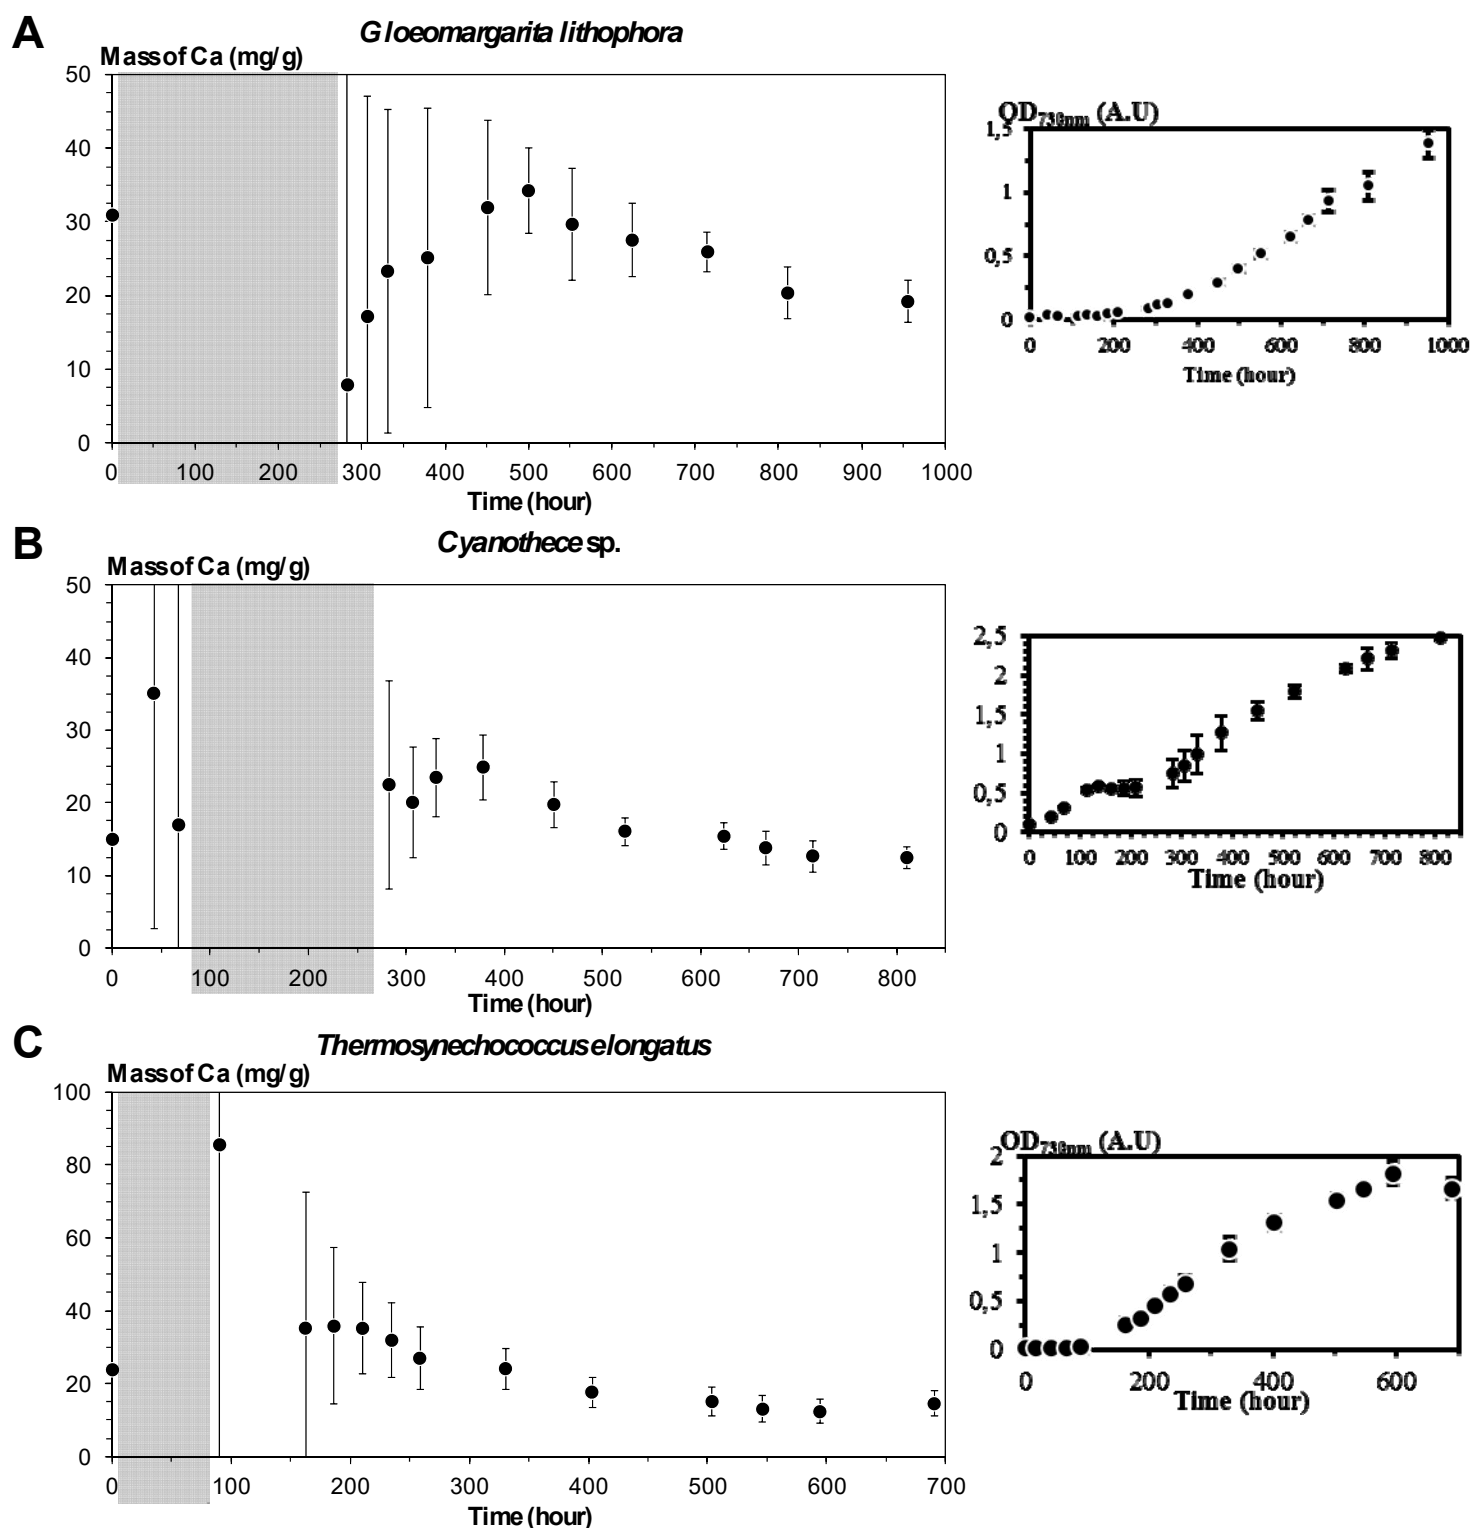 A
Gloeomargarita lithophora
Mass of Ca (mg/g)
50
40
30
20
10
0
0 100 200 300 400 500 600 700 800 900 1000
Time (hour)
OD730nm (A.U)
1,5
1
0,5
0
0 200 400 600 800 1000
Time (hour)
B
Cyanothece sp.
Mass of Ca (mg/g)
50
40
30
20
10
0
0 100 200 300 400 500 600 700 800
Time (hour)
2,5
2
1,5
1
0,5
0
0 100 200 300 400 500 600 700 800
Time (hour)
C
Thermosynechococcus elongatus
Mass of Ca (mg/g)
100
80
60
40
20
0
0 100 200 300 400 500 600 700
Time (hour)
OD730nm (A.U)
2
1,5
1
0,5
0
0 200 400 600
Time (hour)